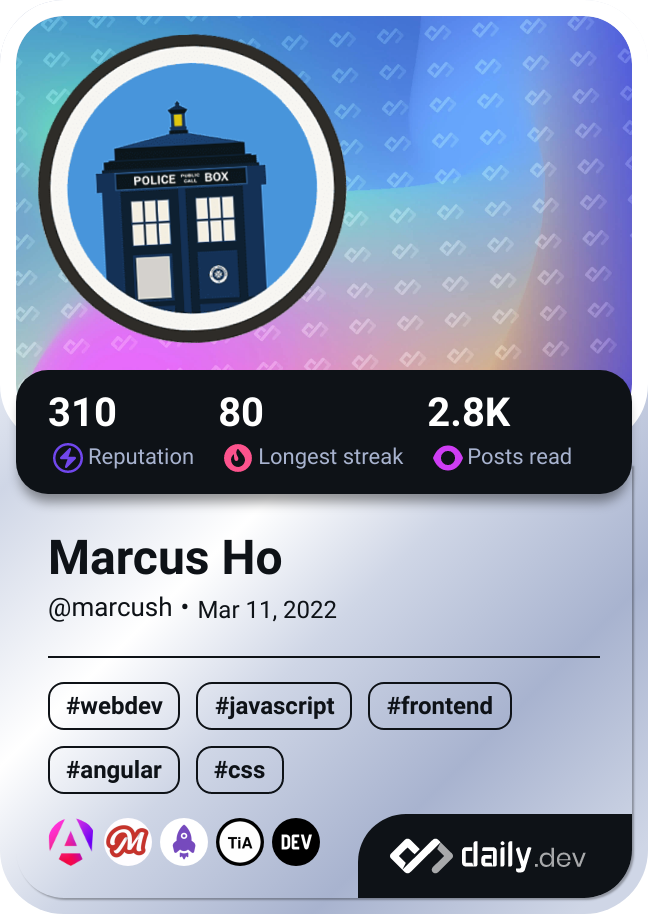 POLICE PUBLIC CALL BOX
310 80 2.8K
Reputation Longest streak Posts read
Marcus Ho
@marcush • Mar 11, 2022
#webdev #javascript #frontend
#angular #css
A M TiA DEV
daily.dev